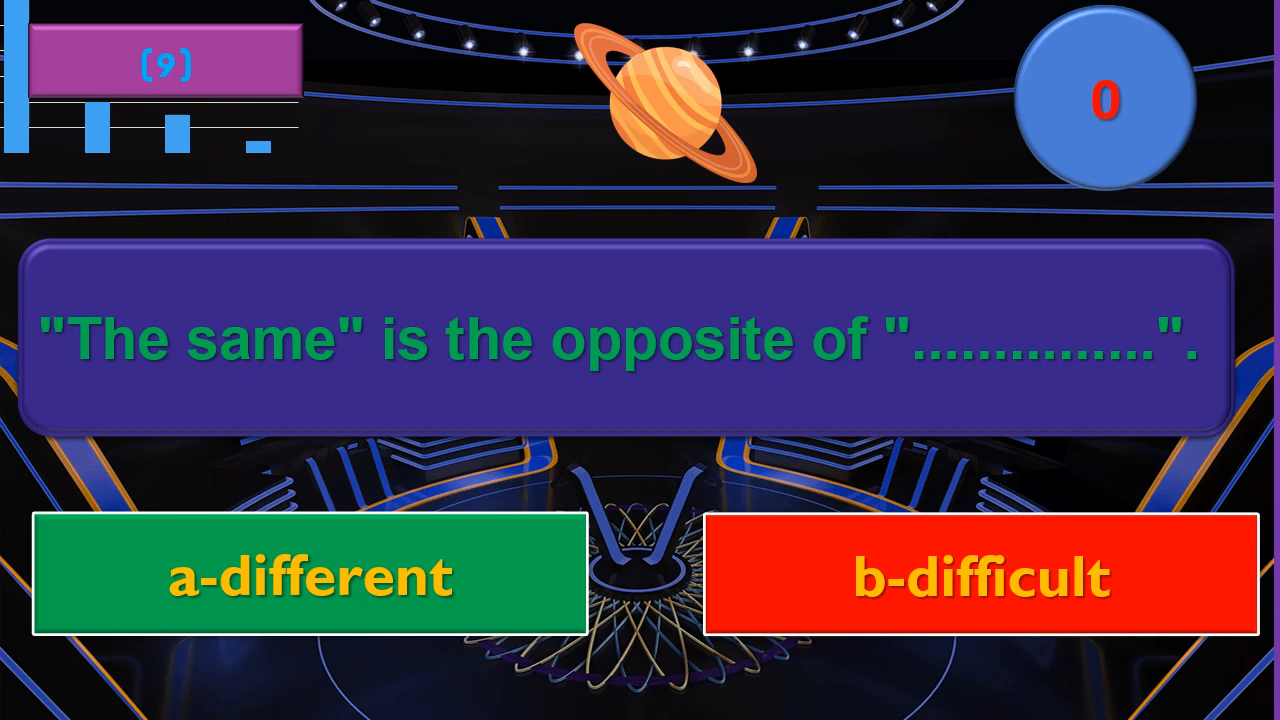 (9)
0
"The same" is the opposite of "...............".
a-different
b-difficult